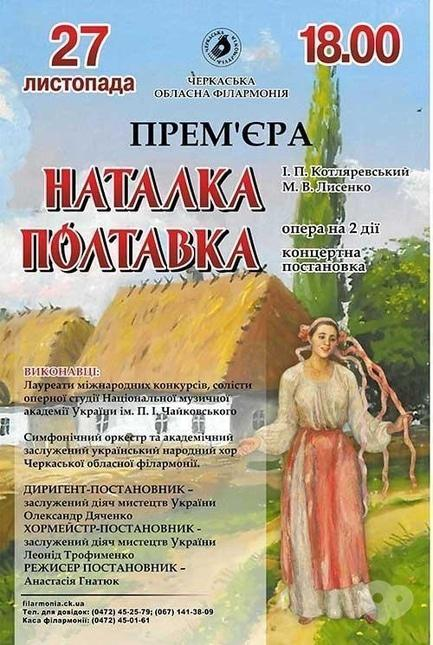 27
листопада
18.00
ЧЕРКАСЬКА
ОБЛАСНА ФІЛАРМОНІЯ
ПРЕМ'ЄРА
НАТАЛКА
ПОЛТАВКА
І. П. Котляревський
М. В. Лисенко
опера на 2 дії
концертна
постановка
ВИКОНАВЦІ:
Лауреати міжнародних конкурсів, солісти
оперної студії Національної музичної
академії України ім. П. І. Чайковського
Симфонічний оркестр та академічний
заслужений український народний хор
Черкаської обласної філармонії.
ДИРИГЕНТ-ПОСТАНОВНИК –
заслужений діяч мистецтв України
Олександр Дяченко
ХОРМЕЙСТР-ПОСТАНОВНИК -
заслужений діяч мистецтв України
Леонід Трофименко
РЕЖИСЕР ПОСТАНОВНИК –
Анастасія Гнатюк
filarmonia.ck.ua
Тел. для довідок: (0472) 45-25-79; (067) 141-38-09
Каса філармонії: (0472) 45-01-61